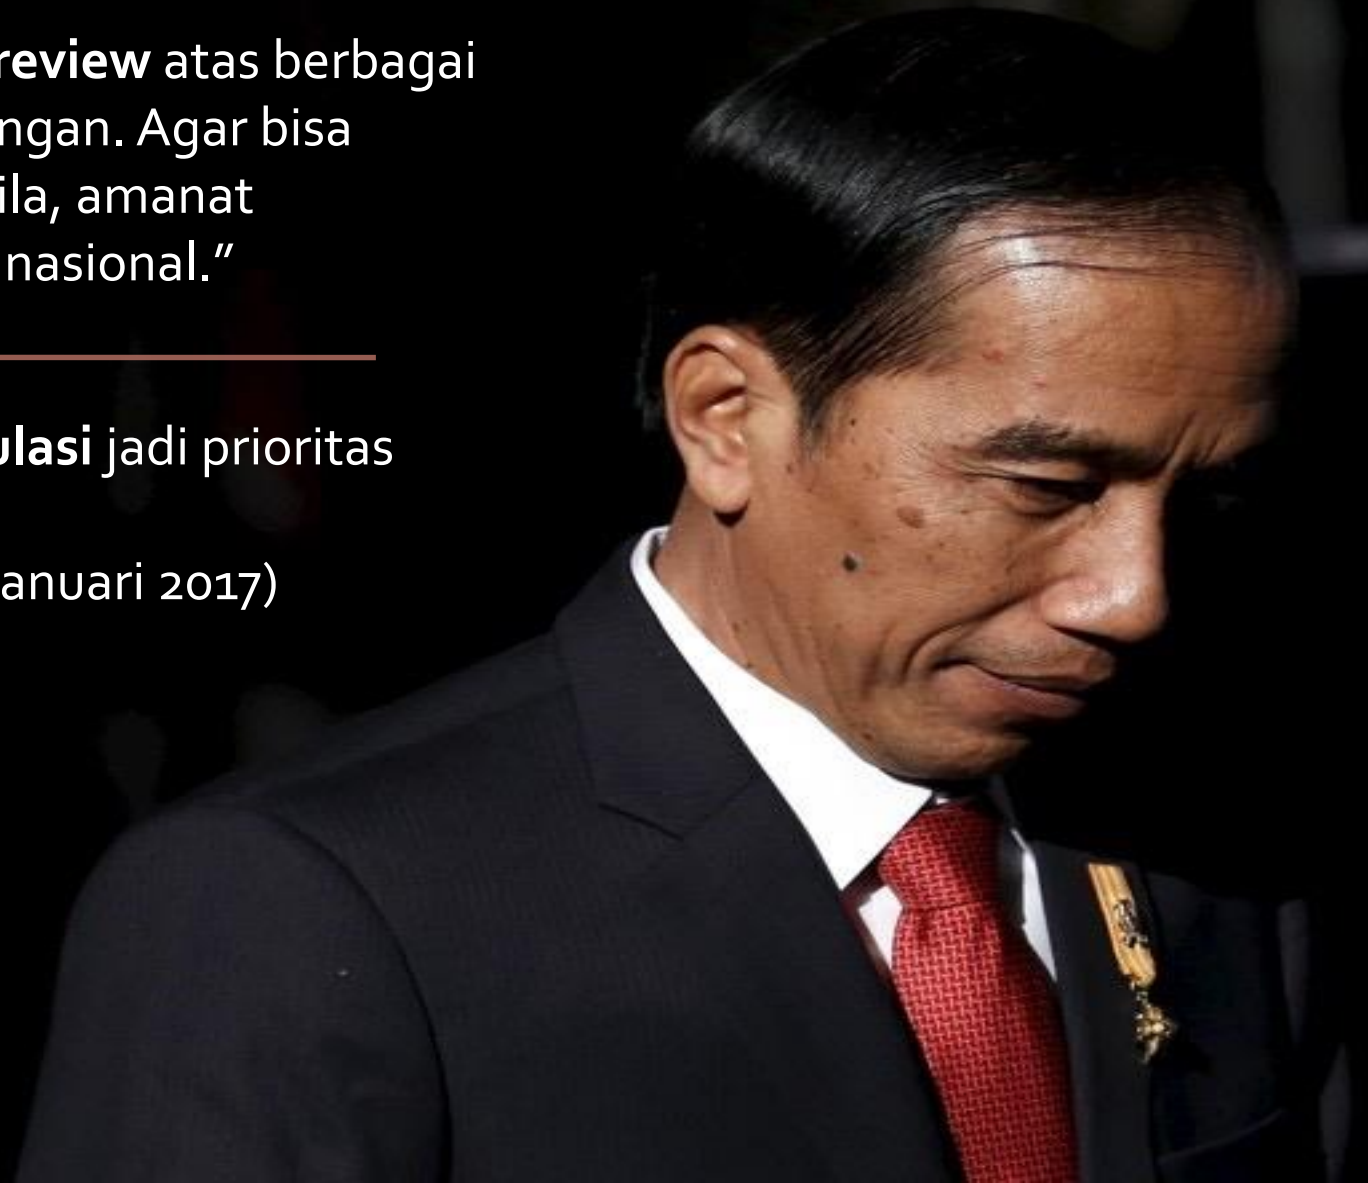 review atas berbagai
ngan. Agar bisa
ila, amanat
nasional.”
ulasi jadi prioritas
anuari 2017)